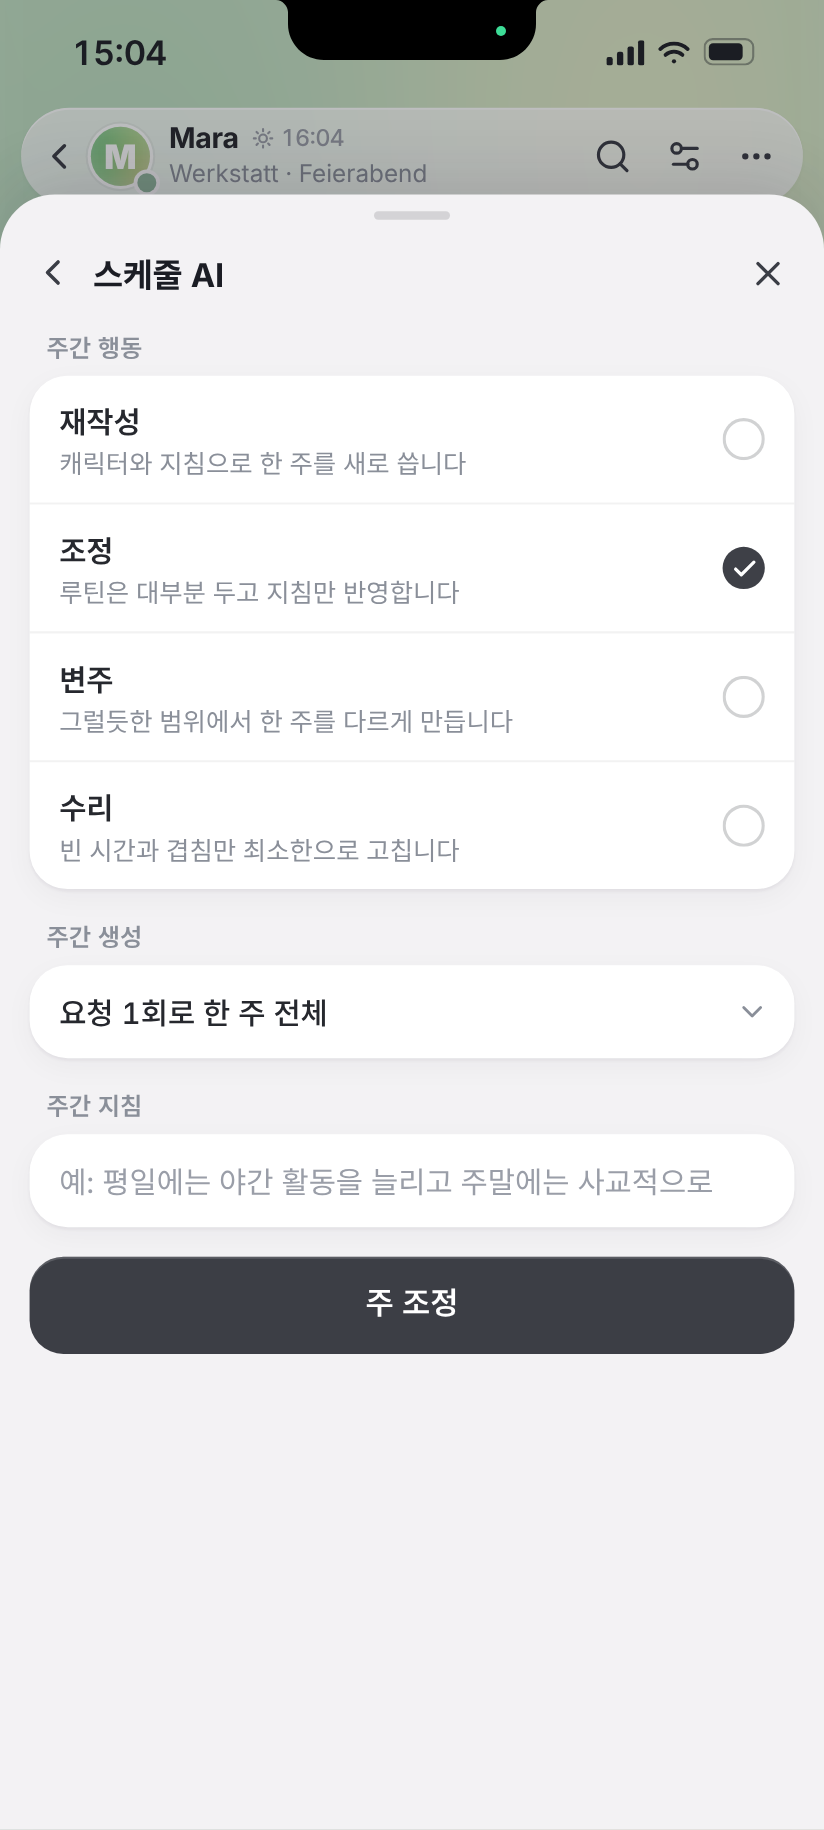 15:04
Mara 16:04
Werkstatt · Feierabend
M
스케줄 AI
주간 행동
재작성
캐릭터와 지침으로 한 주를 새로 씁니다
조정
루틴은 대부분 두고 지침만 반영합니다
변주
그럴듯한 범위에서 한 주를 다르게 만듭니다
수리
빈 시간과 겹침만 최소한으로 고칩니다
주간 생성
요청 1회로 한 주 전체
주간 지침
예: 평일에는 야간 활동을 늘리고 주말에는 사교적으로
주 조정